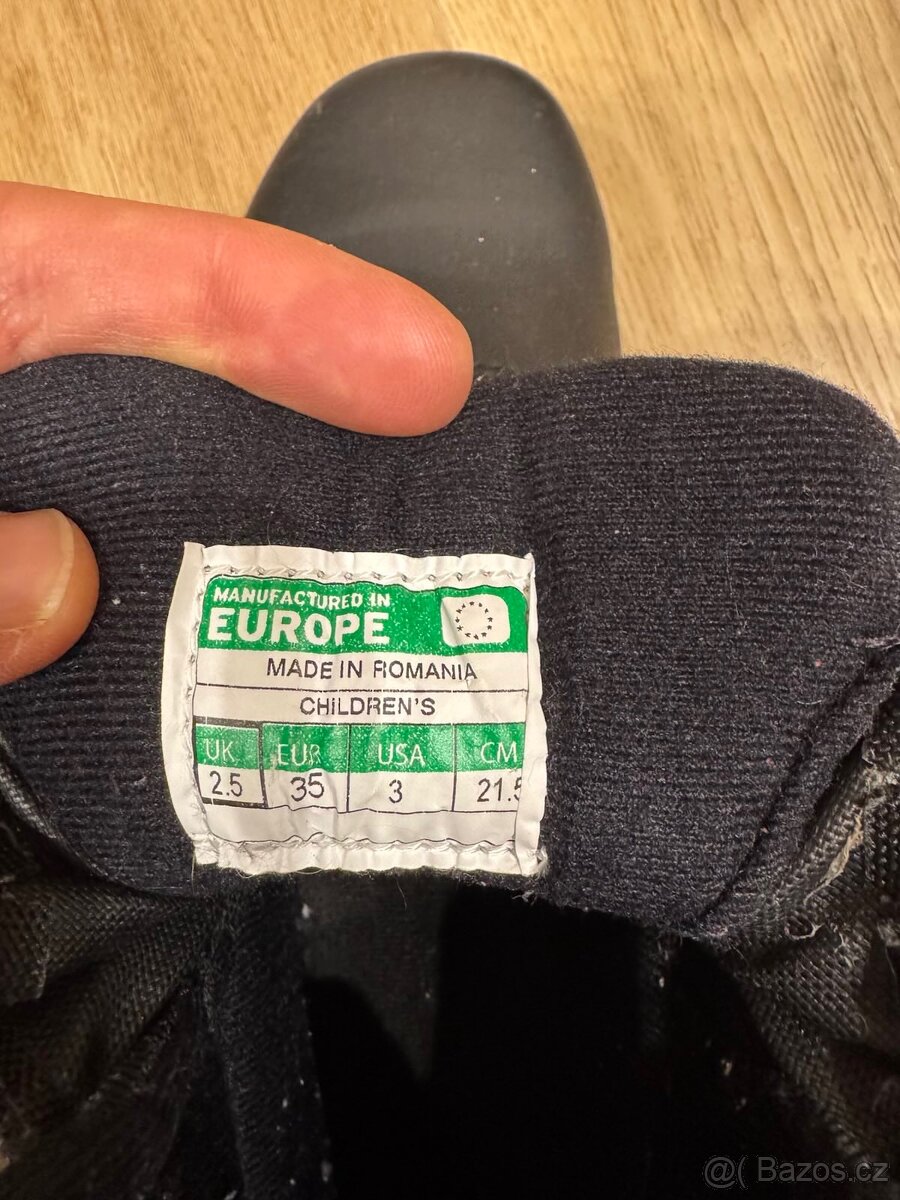 MANUFACTURED IN
EUROPE
MADE IN ROMANIA
CHILDREN'S
UK EUR USA CM
2.5 35 3 21.5
@( Bazos.cz